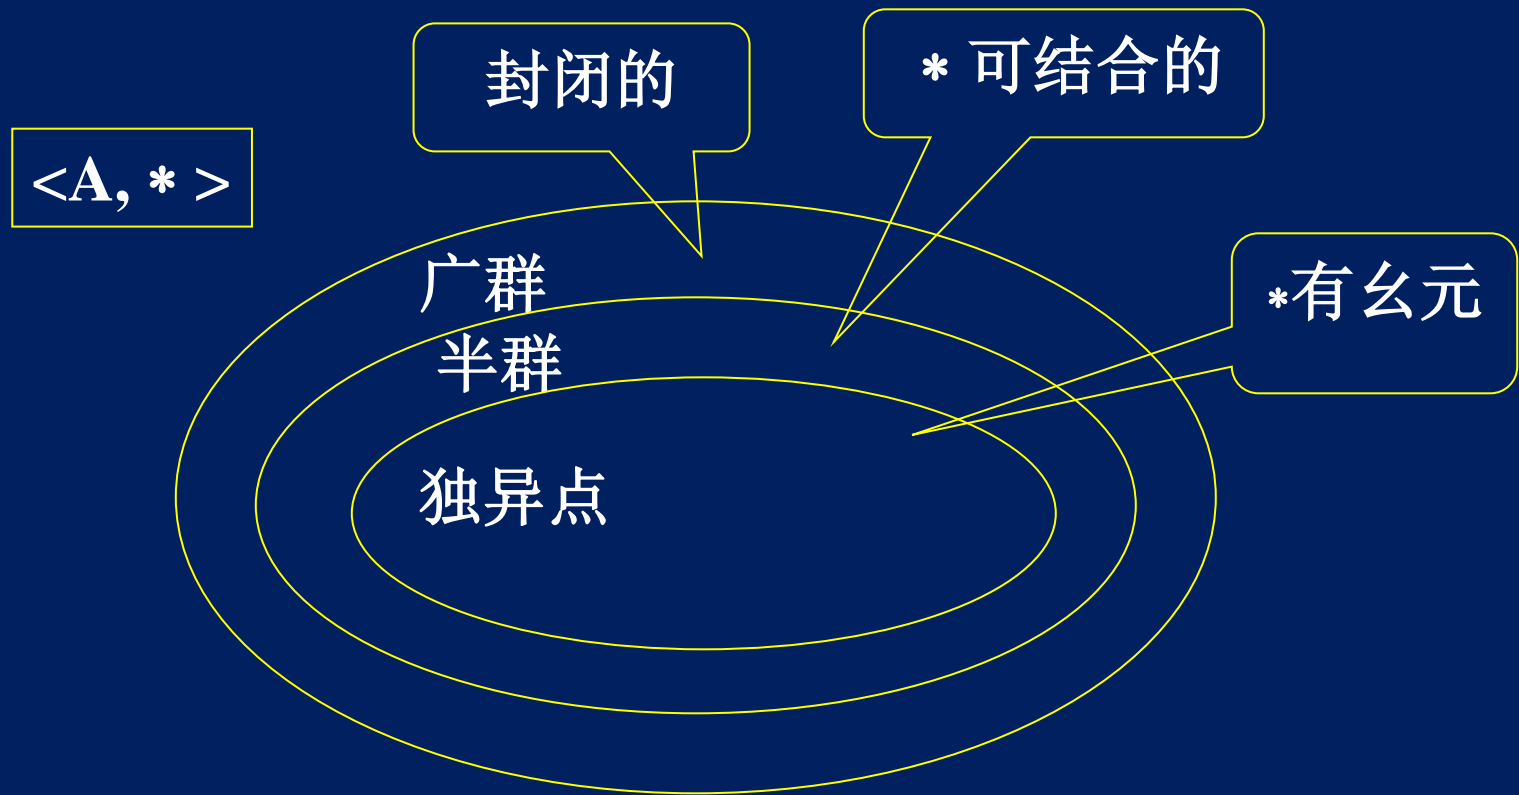 封闭的
* 可结合的
<A, * >
广群
*有幺元
半群
独异点